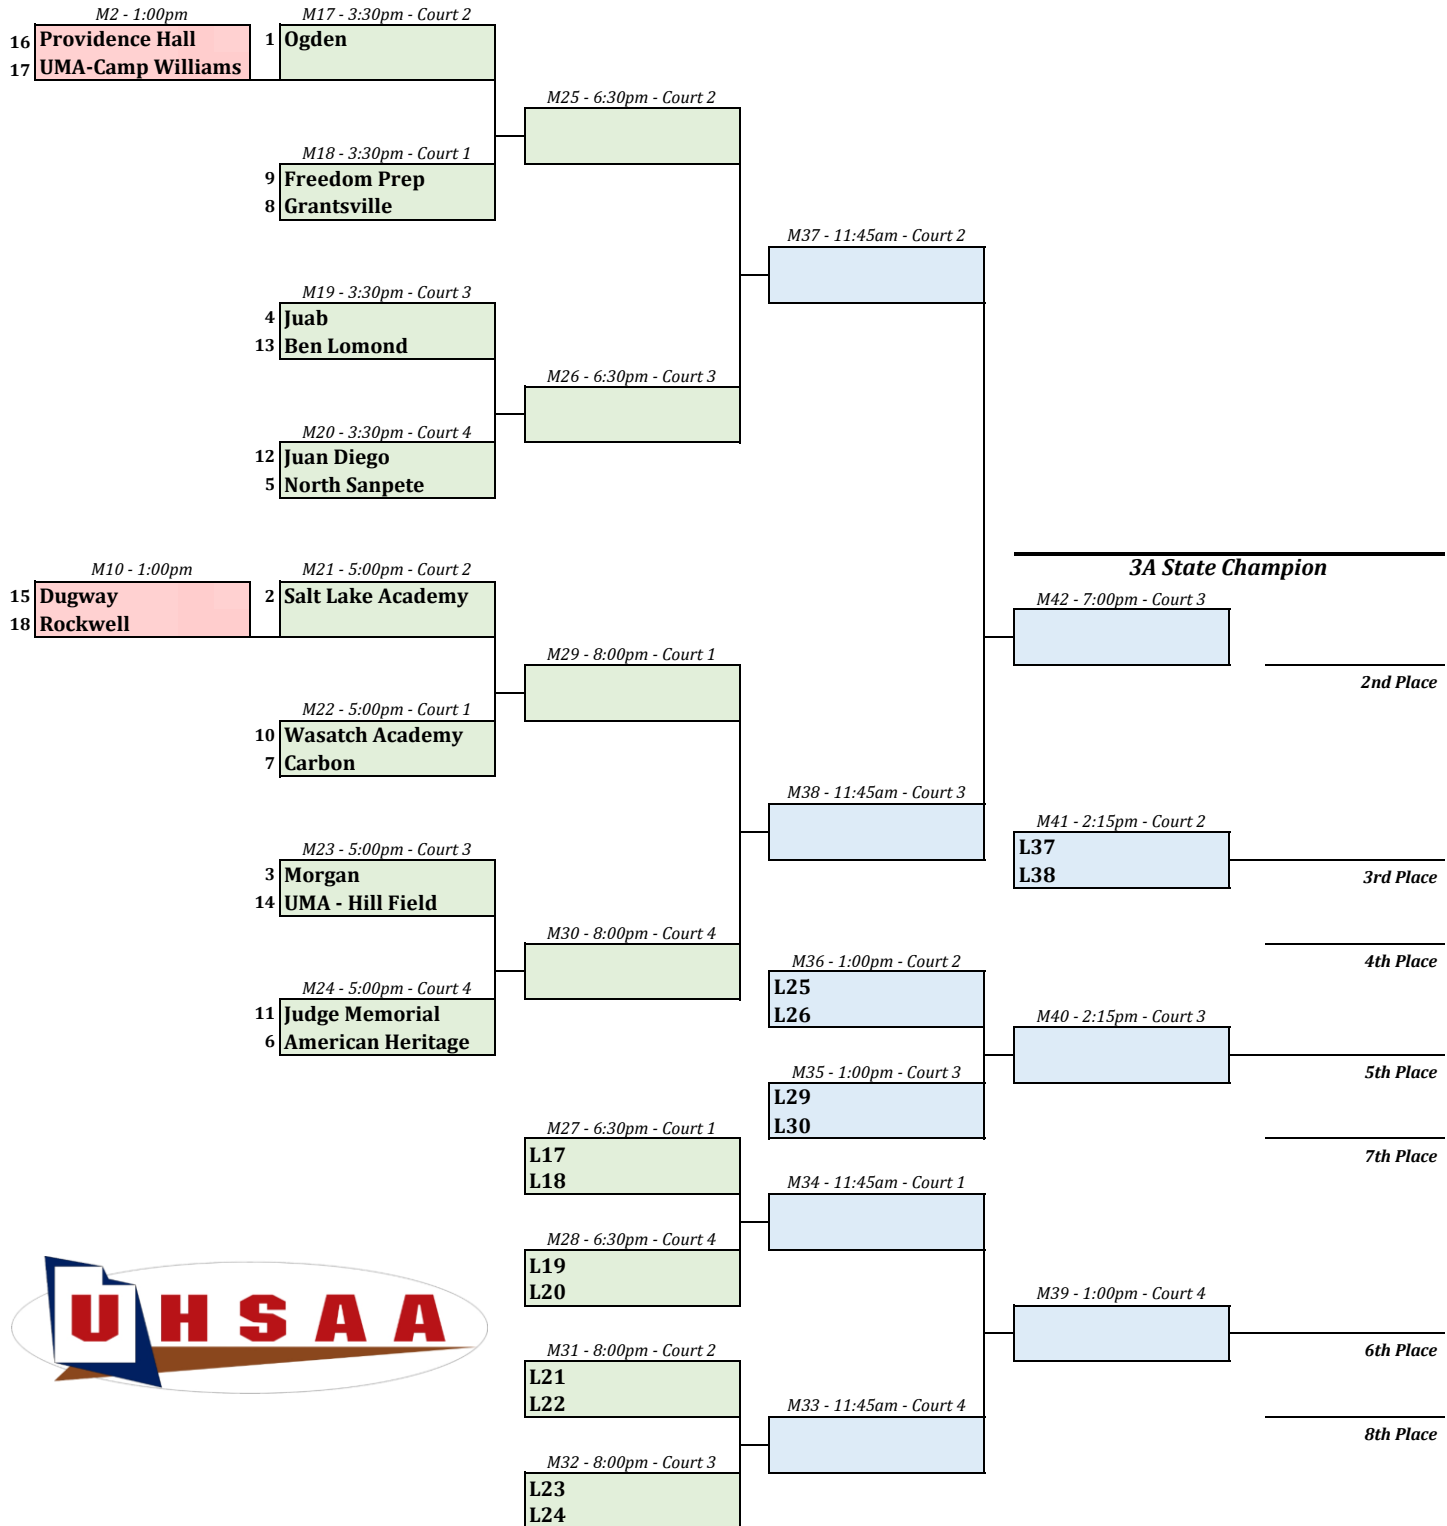 M2 - 1:00pm
16 Providence Hall
17 UMA-Camp Williams
M17 - 3:30pm - Court 2
1 Ogden
M25 - 6:30pm - Court 2
M18 - 3:30pm - Court 1
9 Freedom Prep
8 Grantsville
M37 - 11:45am - Court 2
M19 - 3:30pm - Court 3
4 Juab
13 Ben Lomond
M26 - 6:30pm - Court 3
M20 - 3:30pm - Court 4
12 Juan Diego
5 North Sanpete
3A State Champion
M10 - 1:00pm
15 Dugway
18 Rockwell
M21 - 5:00pm - Court 2
2 Salt Lake Academy
M42 - 7:00pm - Court 3
M29 - 8:00pm - Court 1
2nd Place
M22 - 5:00pm - Court 1
10 Wasatch Academy
7 Carbon
M38 - 11:45am - Court 3
M41 - 2:15pm - Court 2
L37
L38
3rd Place
M23 - 5:00pm - Court 3
3 Morgan
14 UMA - Hill Field
M30 - 8:00pm - Court 4
4th Place
M36 - 1:00pm - Court 2
L25
L26
M24 - 5:00pm - Court 4
11 Judge Memorial
6 American Heritage
M40 - 2:15pm - Court 3
5th Place
M35 - 1:00pm - Court 3
L29
L30
M27 - 6:30pm - Court 1
L17
L18
7th Place
M34 - 11:45am - Court 1
M28 - 6:30pm - Court 4
L19
L20
M39 - 1:00pm - Court 4
UHSAA
M31 - 8:00pm - Court 2
L21
L22
6th Place
M33 - 11:45am - Court 4
8th Place
M32 - 8:00pm - Court 3
L23
L24